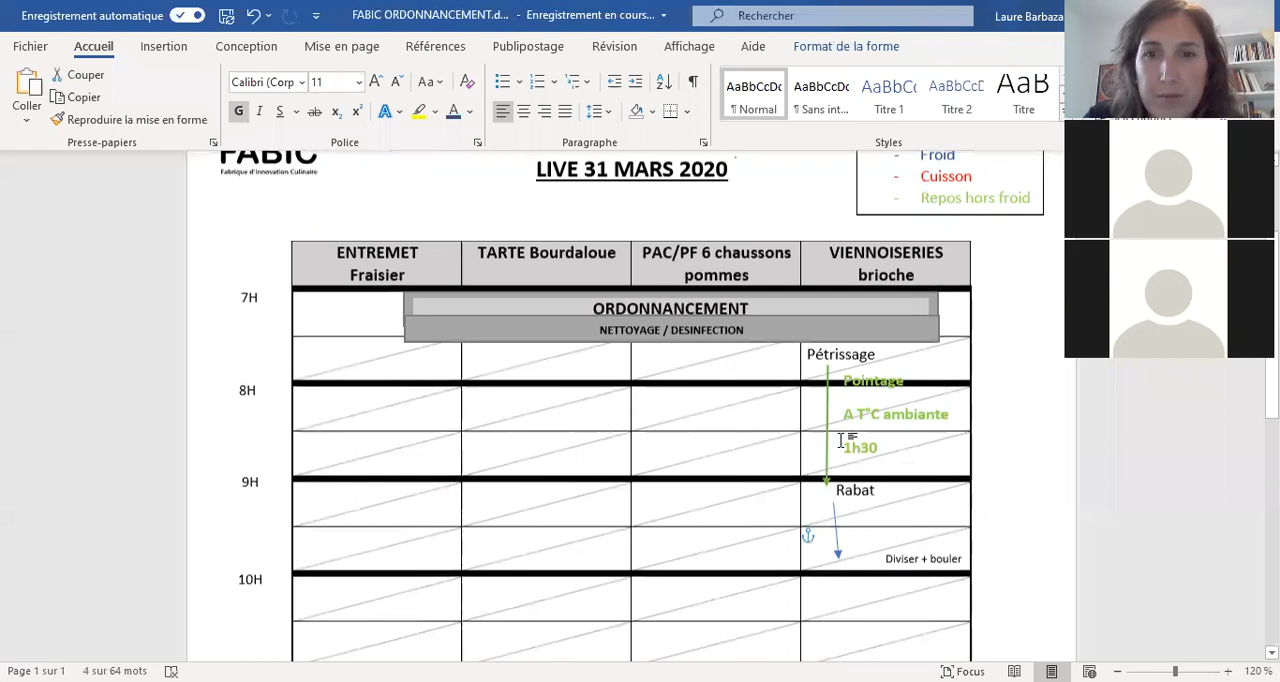 Enregistrement automatique
FABIC ORDONNANCEMENT.d... - Enregistrement en cours...
Rechercher
Laure Barbaza
Fichier Accueil Insertion Conception Mise en page Références Publipostage Révision Affichage Aide Format de la forme
Coller
Couper
Copier
Reproduire la mise en forme
Presse-papiers
Calibri (Corp 11
G I S ab x₂ x²
Police
Paragraphe
AaBbCcDc AaBbCcDc AaBbCc AaBbCcD AaB
¶ Normal ¶ Sans int... Titre 1 Titre 2 Titre
Styles
FABIC
Fabrique d'Innovation Culinaire
LIVE 31 MARS 2020
- Froid
- Cuisson
- Repos hors froid
ENTREMET
Fraisier
TARTE Bourdaloue
PAC/PF 6 chaussons
pommes
VIENNOISERIES
brioche
7H
ORDONNANCEMENT
NETTOYAGE / DESINFECTION
Pétrissage
8H
Pointage
A T°C ambiante
1h30
9H
Rabat
Diviser + bouler
10H
Page 1 sur 1 4 sur 64 mots
Focus
120 %